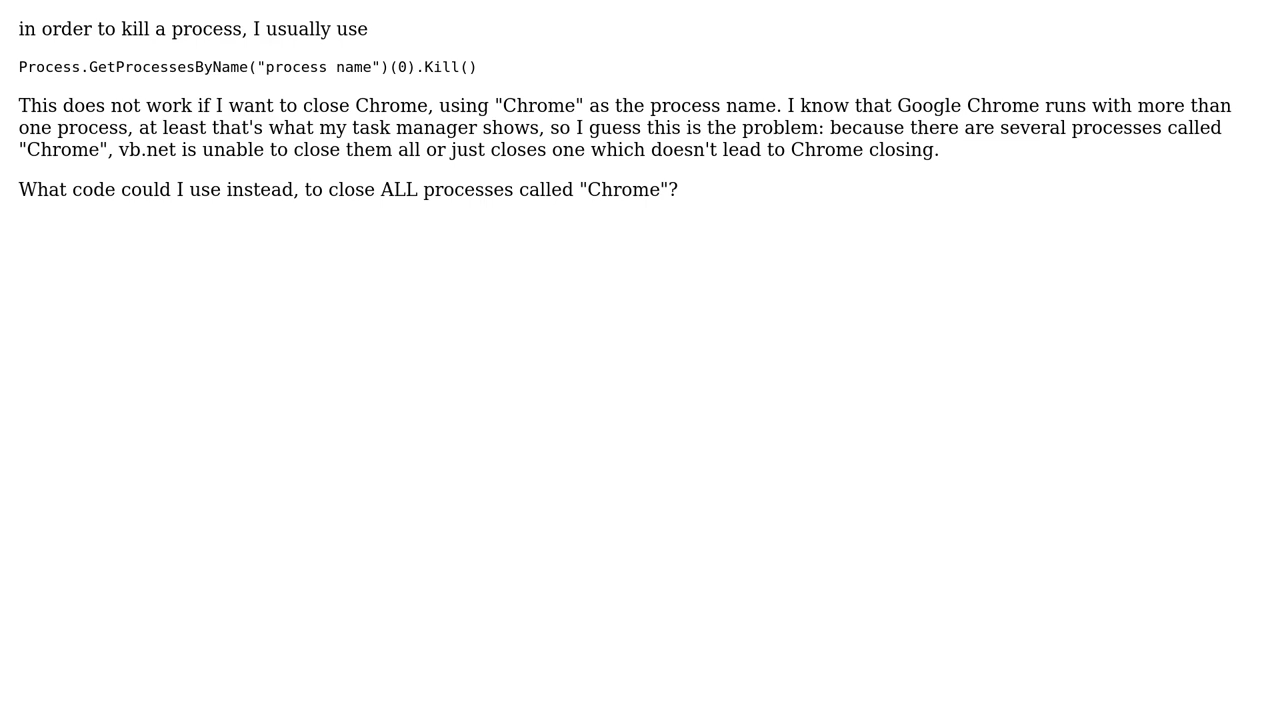 in order to kill a process, I usually use
Process.GetProcessesByName("process name")(0).Kill()
This does not work if I want to close Chrome, using "Chrome" as the process name. I know that Google Chrome runs with more than
one process, at least that's what my task manager shows, so I guess this is the problem: because there are several processes called
"Chrome", vb.net is unable to close them all or just closes one which doesn't lead to Chrome closing.
What code could I use instead, to close ALL processes called "Chrome"?